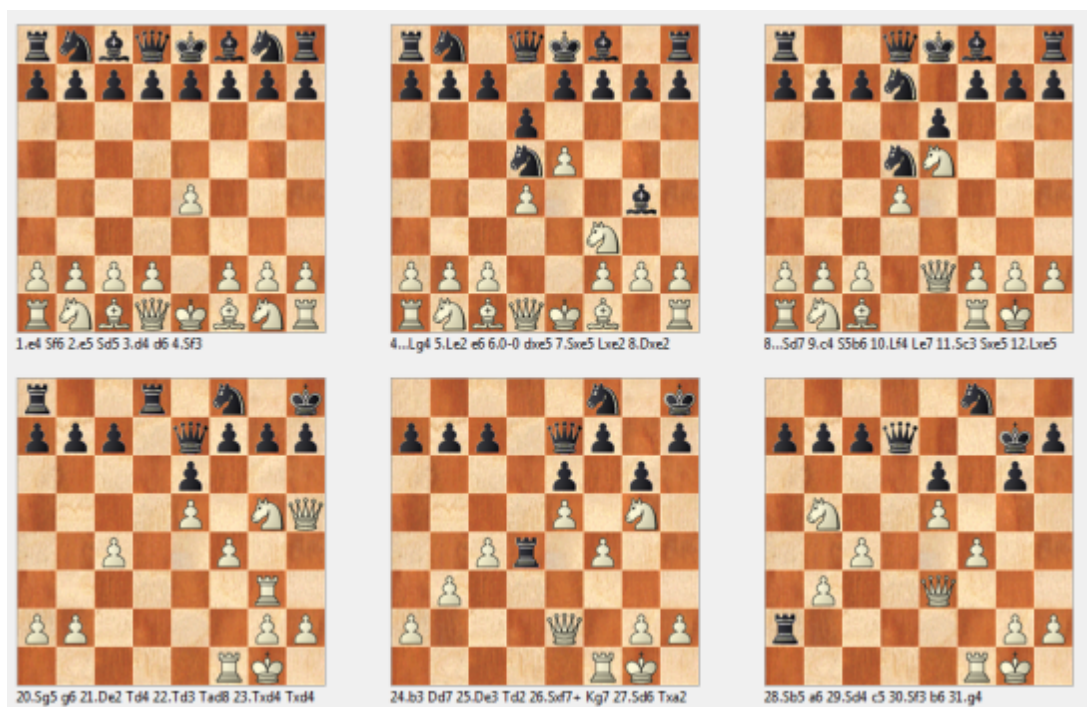 1.e4 Sf6 2.e5 Sd5 3.d4 d6 4.Sf3
4...Lg4 5.Le2 e6 6.0-0 dxe5 7.Sxe5 Lxe2 8.Dxe2
8...Sd7 9.c4 S5b6 10.Lf4 Le7 11.Sc3 Sxe5 12.Lxe5
20.Sg5 g6 21.De2 Td4 22.Td3 Tad8 23.Txd4 Txd4
24.b3 Dd7 25.De3 Td2 26.Sxf7+ Kg7 27.Sd6 Txa2
28.Sb5 a6 29.Sd4 c5 30.Sf3 b6 31.g4